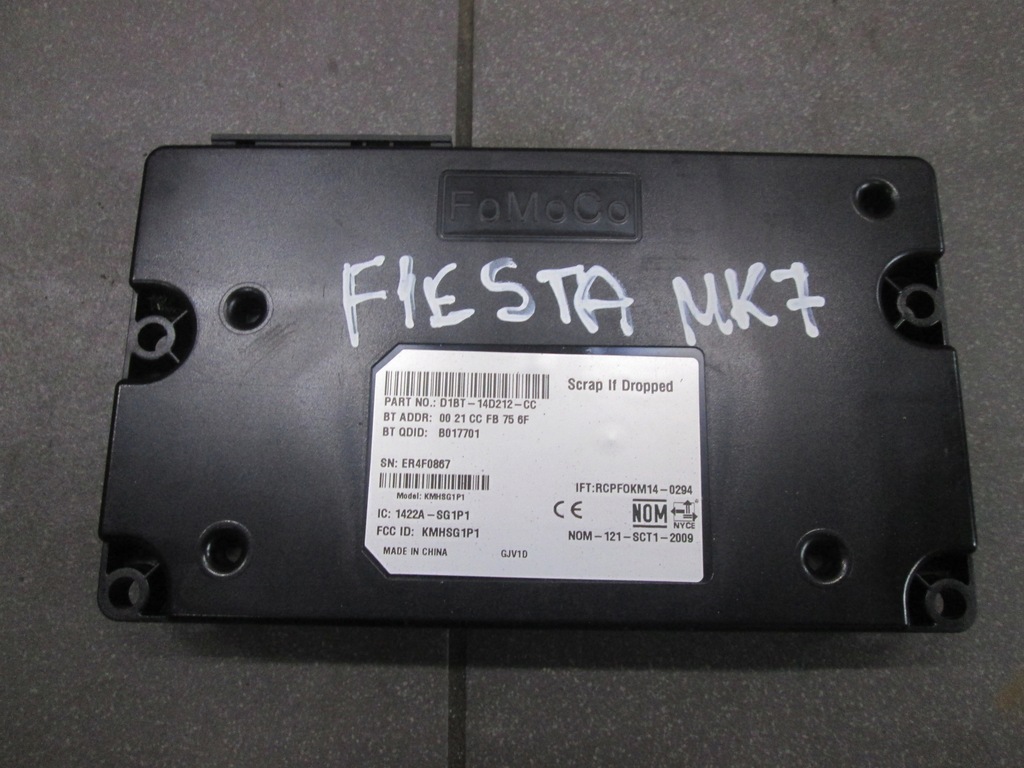 FoMoCo
FIESTA MK7
Scrap If Dropped
PART NO.: D1BT-14D212-CC
BT ADDR: 00 21 CC FB 75 6F
BT QDID: B017701
SN: ER4F0867
Model: KMHSG1P1
IFT:RCPFOKM14-0294
IC: 1422A-SG1P1
CE NOM NYCE
FCC ID: KMHSG1P1
NOM-121-SCT1-2009
MADE IN CHINA GJV1D